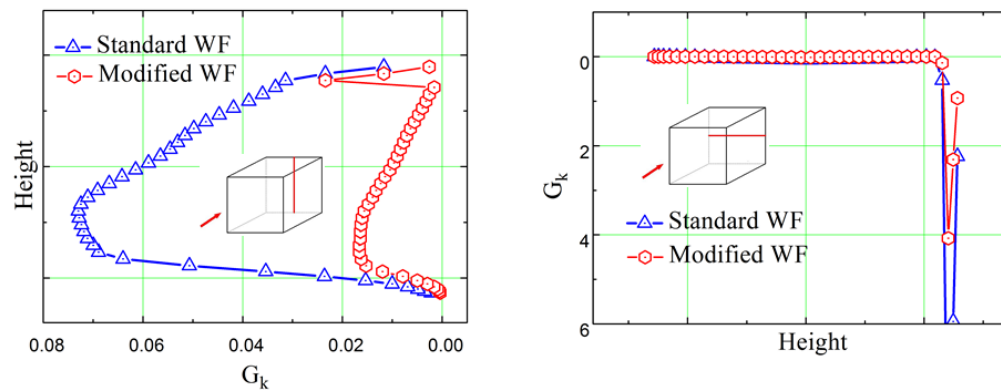 Standard WF
Modified WF
Height
0.08 0.06 0.04 0.02 0.00
Gk
0
2
4
6
Gk
Standard WF
Modified WF
Height